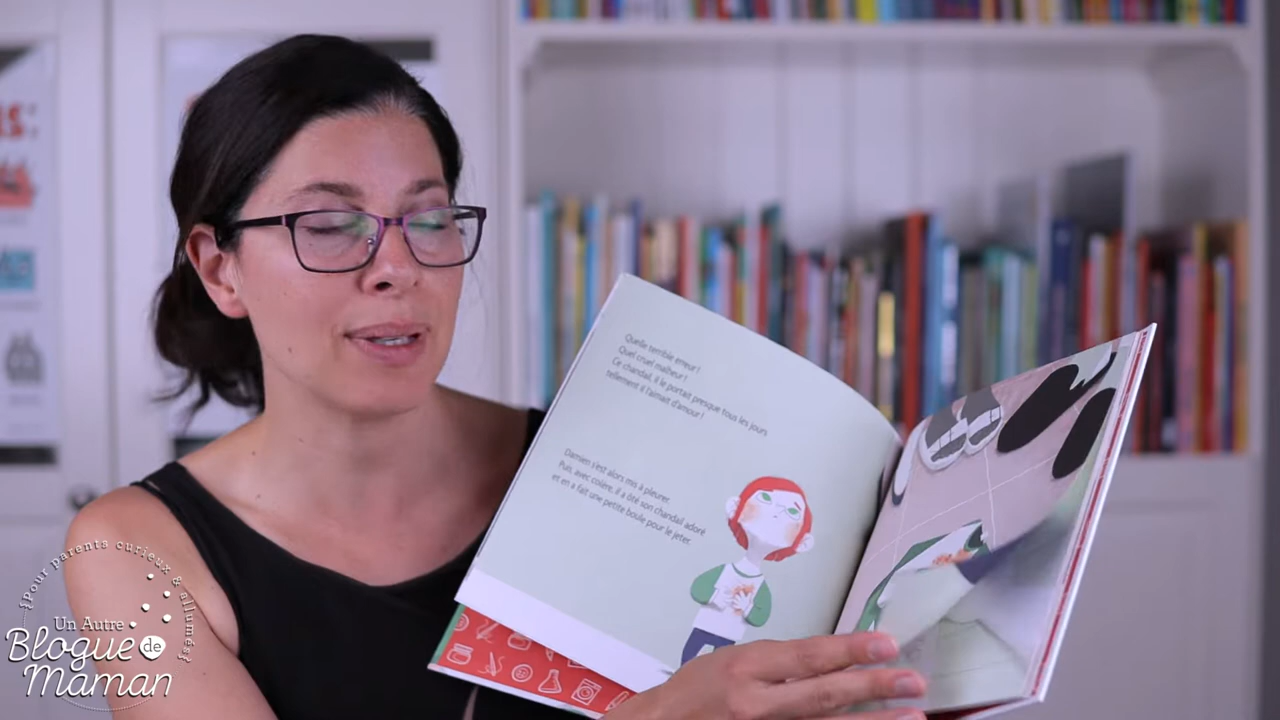 Quelle terrible erreur !
Quel cruel malheur !
Ce chandail, il le portait presque tous les jours
tellement il l'aimait d'amour !
Damien s'est alors mis à pleurer.
Puis, avec colère, il a ôté son chandail adoré
et en a fait une petite boule pour le jeter.
{Pour parents curieux & allumés}
Un Autre
Blogue de
Maman